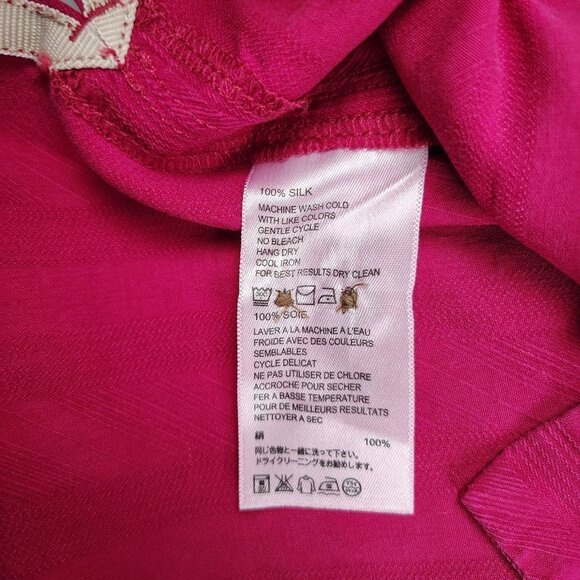 100% SILK
MACHINE WASH COLD
WITH LIKE COLORS
GENTLE CYCLE
NO BLEACH
HANG DRY
COOL IRON
FOR BEST RESULTS DRY CLEAN
100% SOIE
LAVER A LA MACHINE A L'EAU
FROIDE AVEC DES COULEURS
SEMBLABLES
CYCLE DELICAT
NE PAS UTILISER DE CHLORE
ACCROCHE POUR SECHER
FER A BASSE TEMPERATURE
POUR DE MEILLEURS RESULTATS
NETTOYER A SEC
絹 100%
同じ色物と一緒に洗って下さい。
ドライクリーニングをお勧めします。